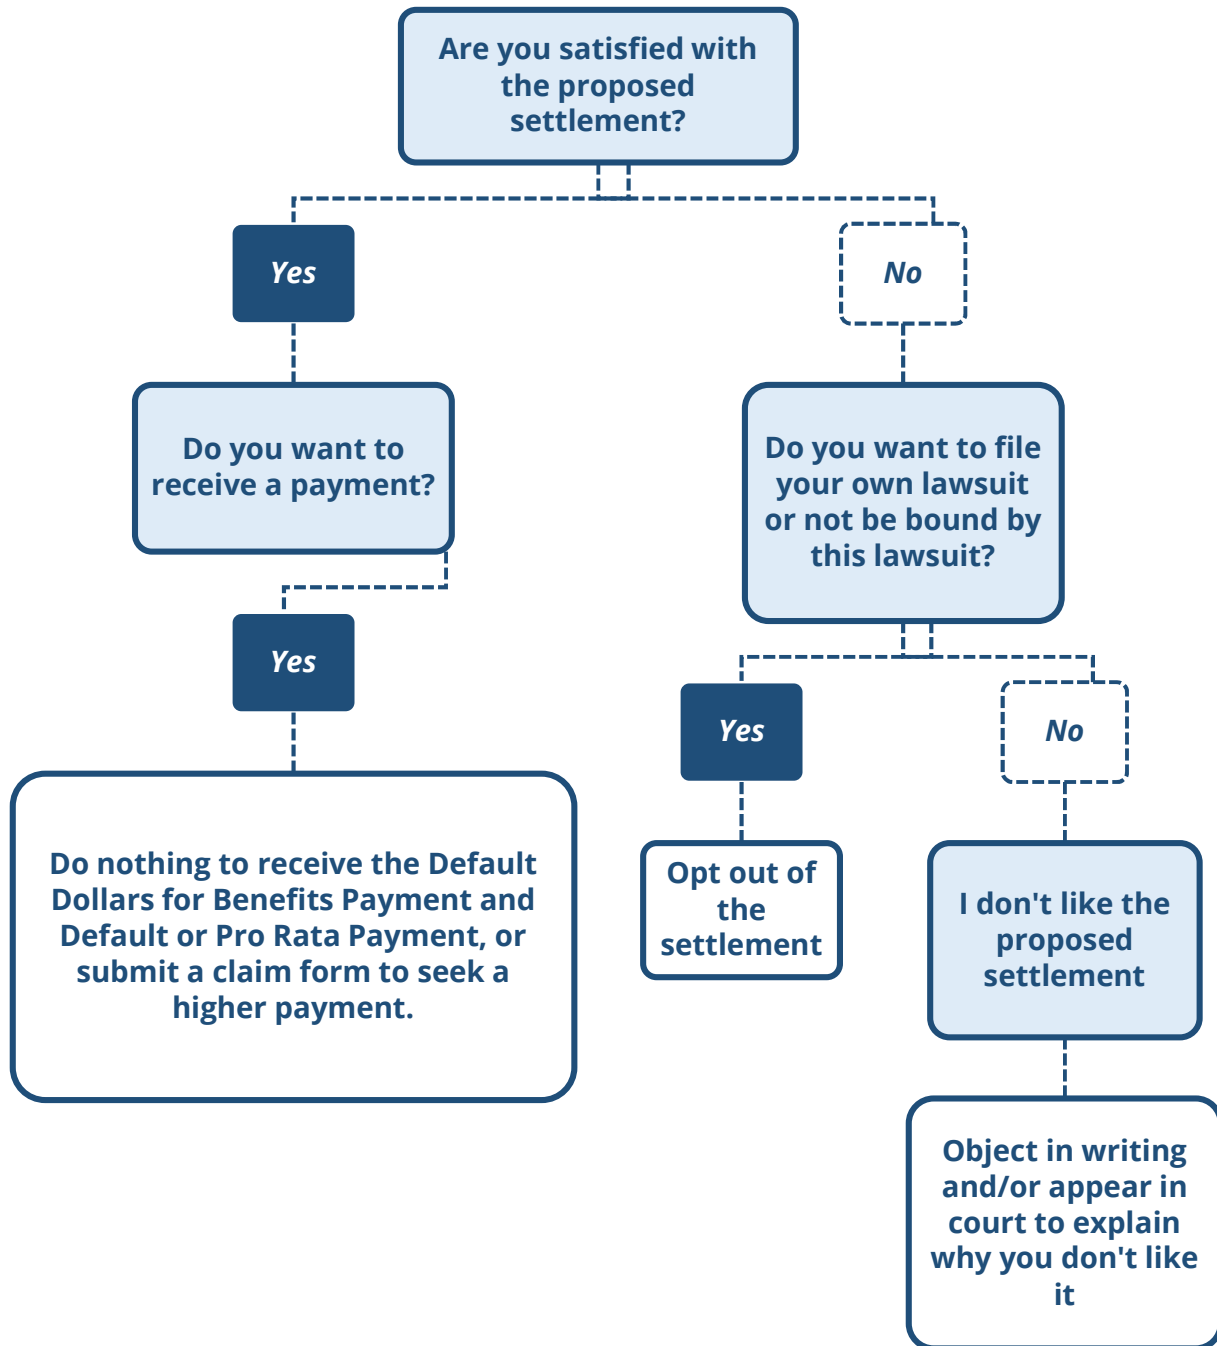 Are you satisfied with
the proposed
settlement?
Yes
No
Do you want to
receive a payment?
Do you want to file
your own lawsuit
or not be bound by
this lawsuit?
Yes
Yes
No
Do nothing to receive the Default
Dollars for Benefits Payment and
Default or Pro Rata Payment, or
submit a claim form to seek a
higher payment.
Opt out of
the
settlement
I don't like the
proposed
settlement
Object in writing
and/or appear in
court to explain
why you don't like
it